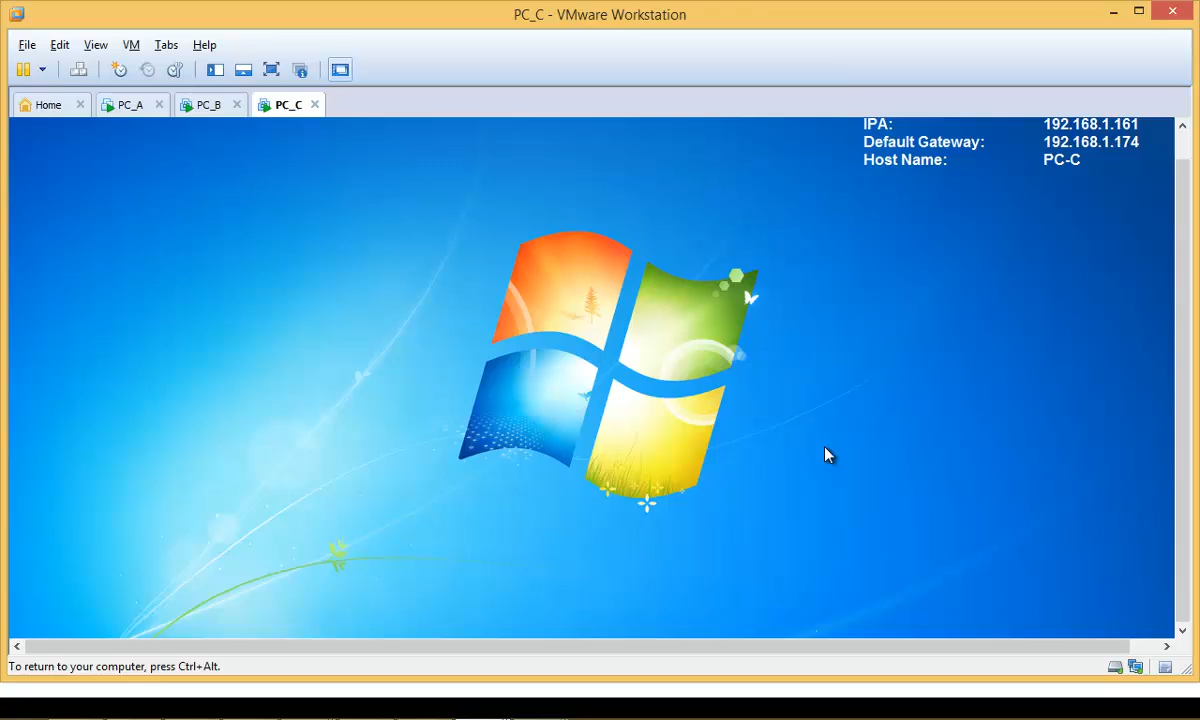 PC_C - VMware Workstation
File Edit View VM Tabs Help
Home PC_A PC_B PC_C
IPA: 192.168.1.161
Default Gateway: 192.168.1.174
Host Name: PC-C
To return to your computer, press Ctrl+Alt.